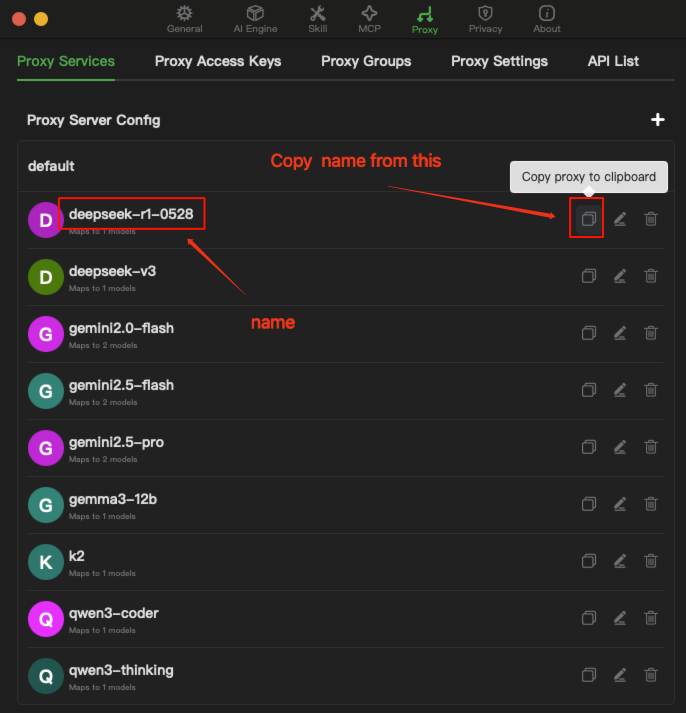 General AI Engine Skill MCP Proxy Privacy About
Proxy Services Proxy Access Keys Proxy Groups Proxy Settings API List
Proxy Server Config
default
Copy name from this
Copy proxy to clipboard
D deepseek-r1-0528
Maps to 1 models
D deepseek-v3
Maps to 1 models
name
G gemini2.0-flash
Maps to 2 models
G gemini2.5-flash
Maps to 2 models
G gemini2.5-pro
Maps to 2 models
G gemma3-12b
Maps to 1 models
K k2
Maps to 1 models
Q qwen3-coder
Maps to 1 models
Q qwen3-thinking
Maps to 1 models